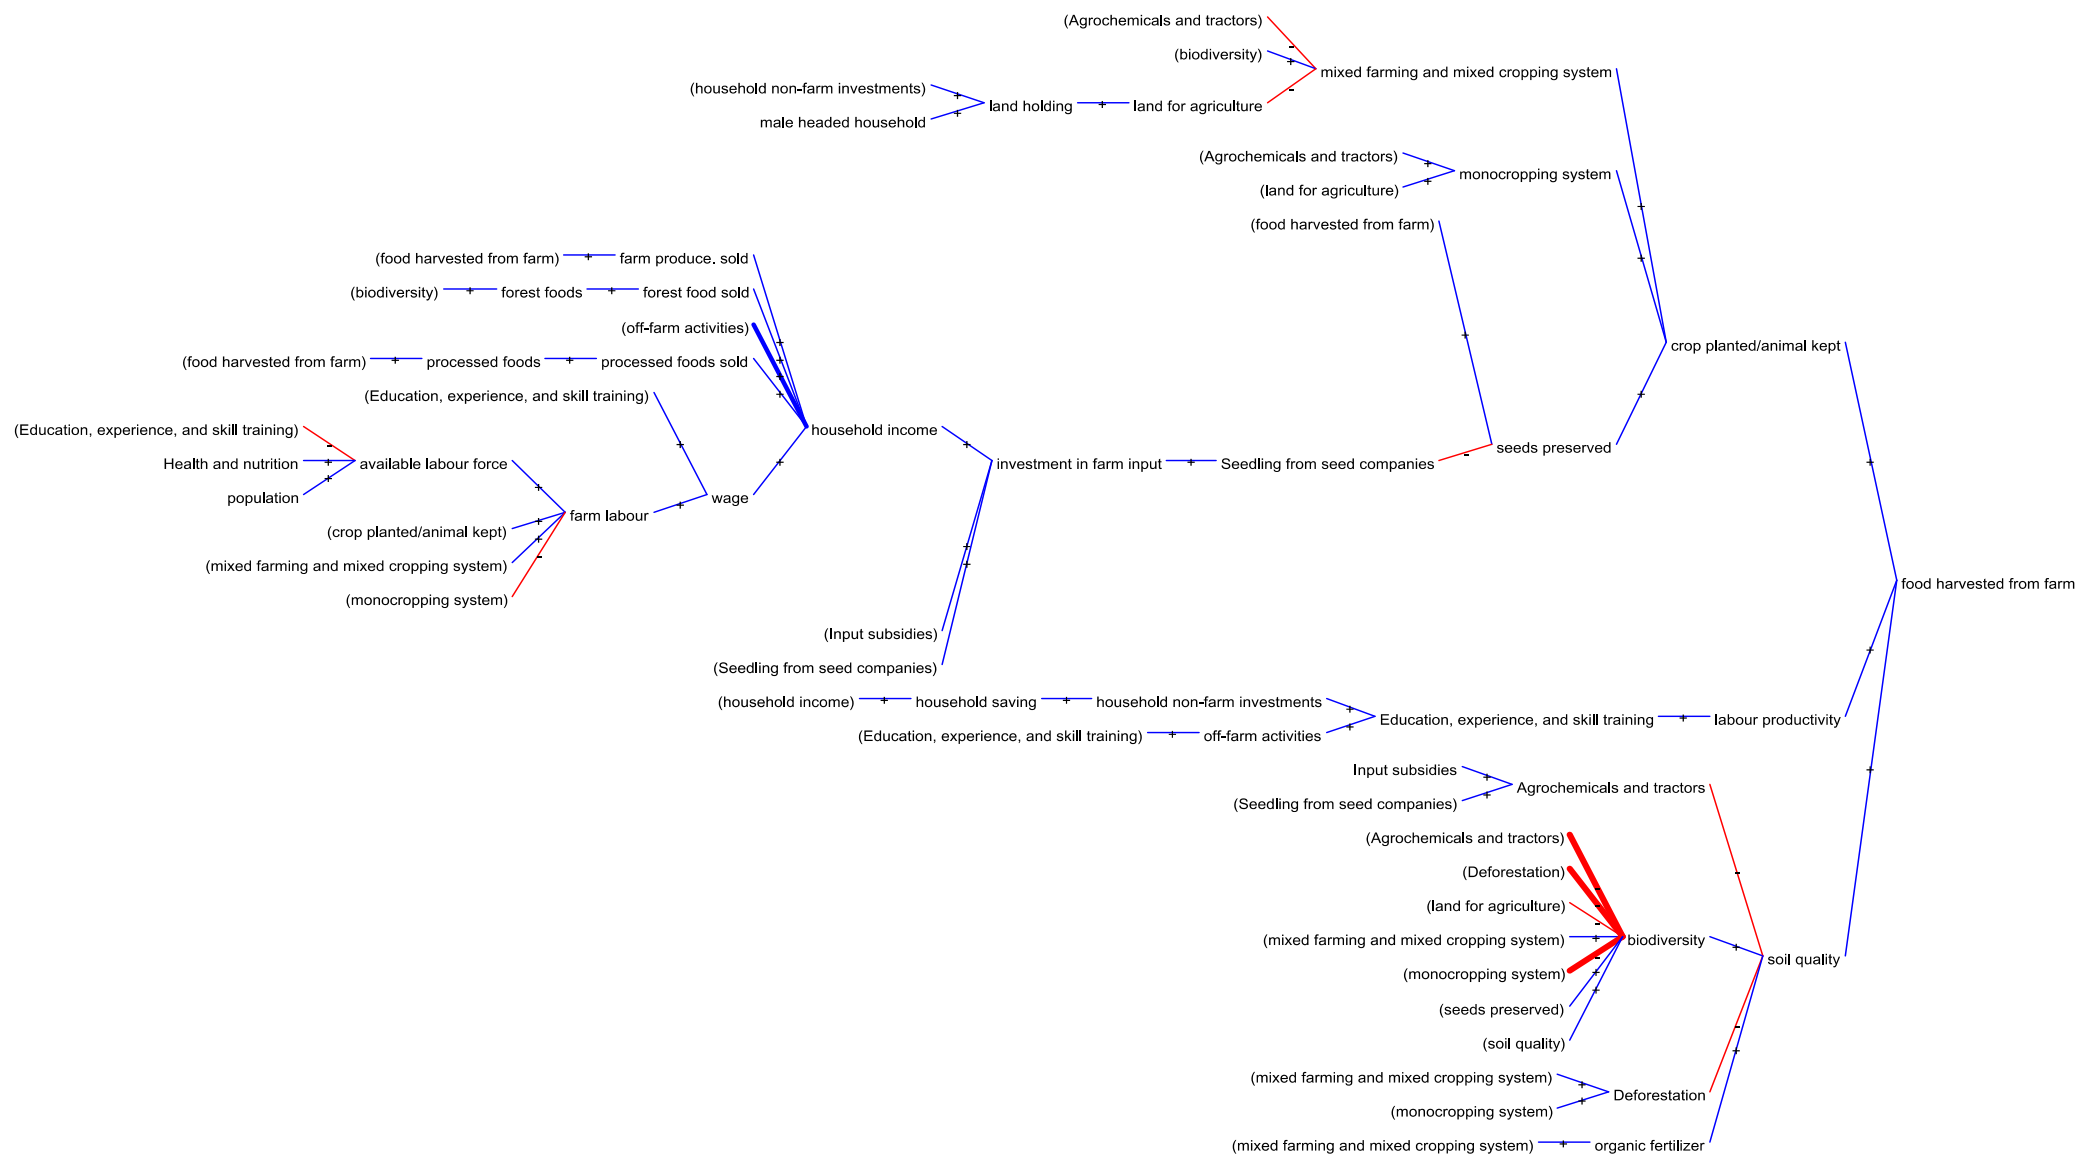 (Agrochemicals and tractors)
(biodiversity)
mixed farming and mixed cropping system
(household non-farm investments)
land holding
land for agriculture
male headed household
(Agrochemicals and tractors)
monocropping system
(land for agriculture)
(food harvested from farm)
(food harvested from farm)
farm produce. sold
(biodiversity)
forest foods
forest food sold
(off-farm activities)
crop planted/animal kept
(food harvested from farm)
processed foods
processed foods sold
(Education, experience, and skill training)
(Education, experience, and skill training)
household income
seeds preserved
Health and nutrition
available labour force
investment in farm input
Seedling from seed companies
population
wage
farm labour
(crop planted/animal kept)
(mixed farming and mixed cropping system)
food harvested from farm
(monocropping system)
(Input subsidies)
(Seedling from seed companies)
(household income)
household saving
household non-farm investments
Education, experience, and skill training
labour productivity
(Education, experience, and skill training)
off-farm activities
Input subsidies
Agrochemicals and tractors
(Seedling from seed companies)
(Agrochemicals and tractors)
(Deforestation)
(land for agriculture)
(mixed farming and mixed cropping system)
biodiversity
soil quality
(monocropping system)
(seeds preserved)
(soil quality)
(mixed farming and mixed cropping system)
Deforestation
(monocropping system)
(mixed farming and mixed cropping system)
organic fertilizer